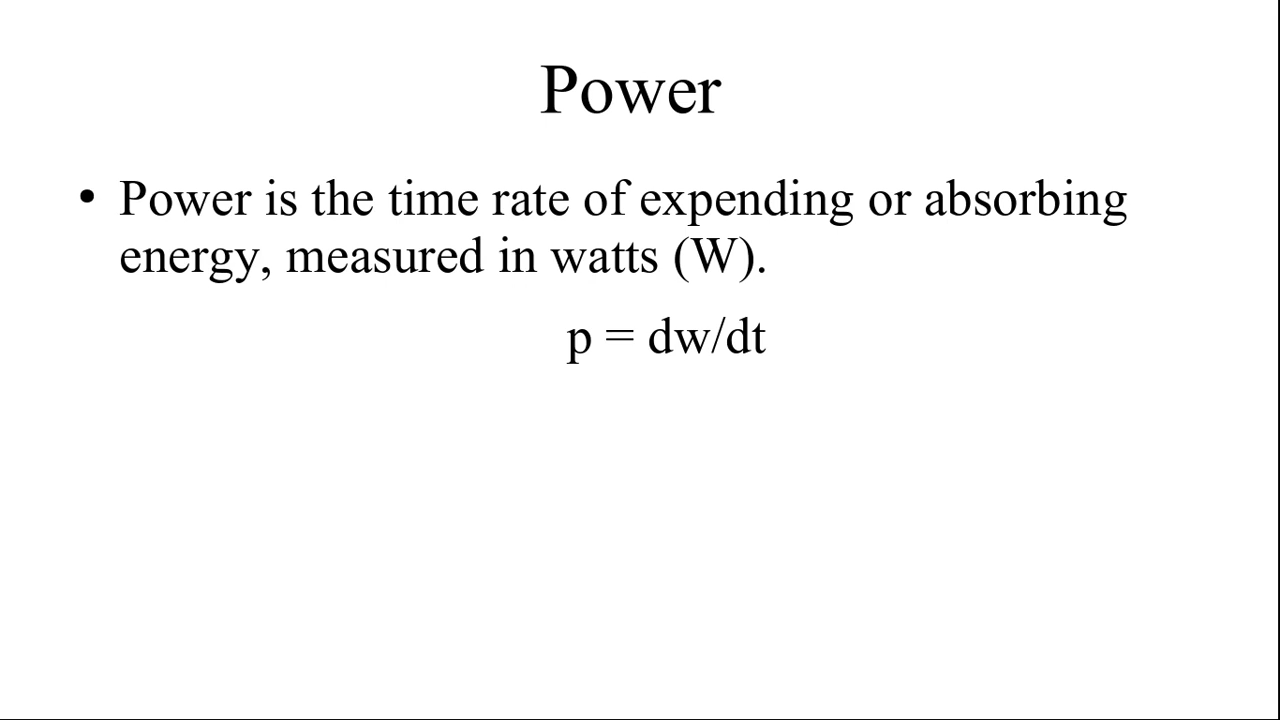 Power
• Power is the time rate of expending or absorbing
energy, measured in watts (W).
p = dw/dt